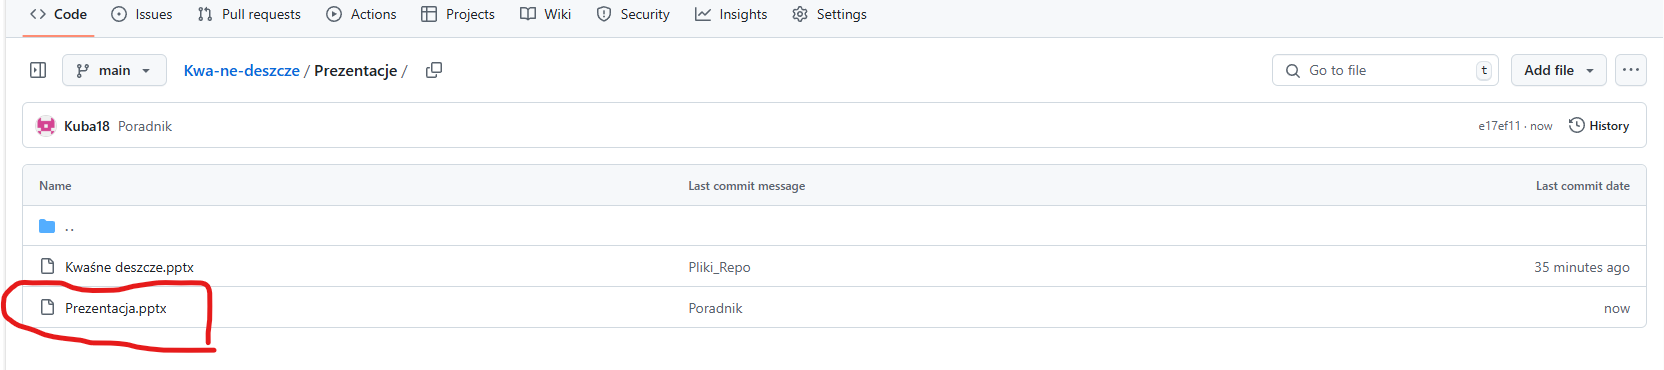 Code Issues Pull requests Actions Projects Wiki Security Insights Settings
main Kwa-ne-deszcze / Prezentacje / Go to file t Add file ...
Kuba18 Poradnik e17ef11 · now History
Name Last commit message Last commit date
..
Kwaśne deszcze.pptx Pliki_Repo 35 minutes ago
Prezentacja.pptx Poradnik now